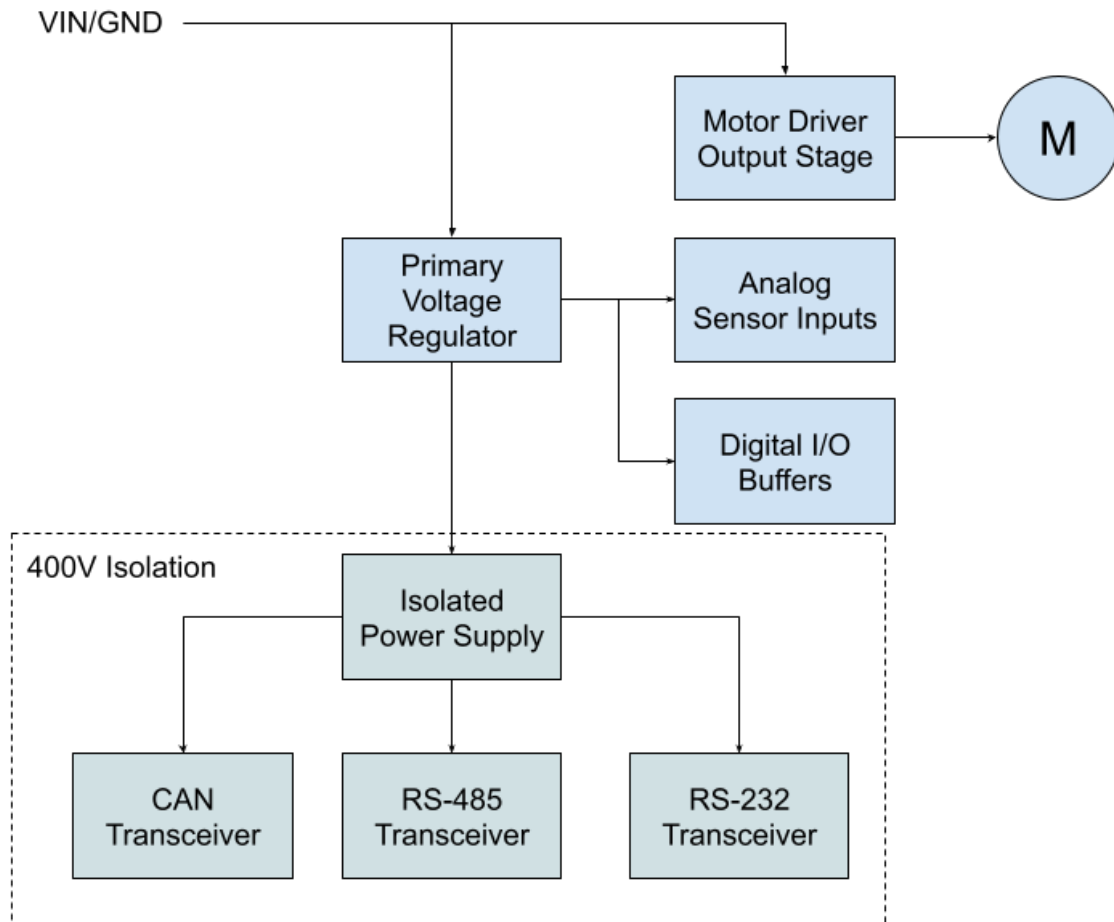 VIN/GND
Motor Driver
Output Stage
M
Primary
Voltage
Regulator
Analog
Sensor Inputs
Digital I/O
Buffers
400V Isolation
Isolated
Power Supply
CAN
Transceiver
RS-485
Transceiver
RS-232
Transceiver